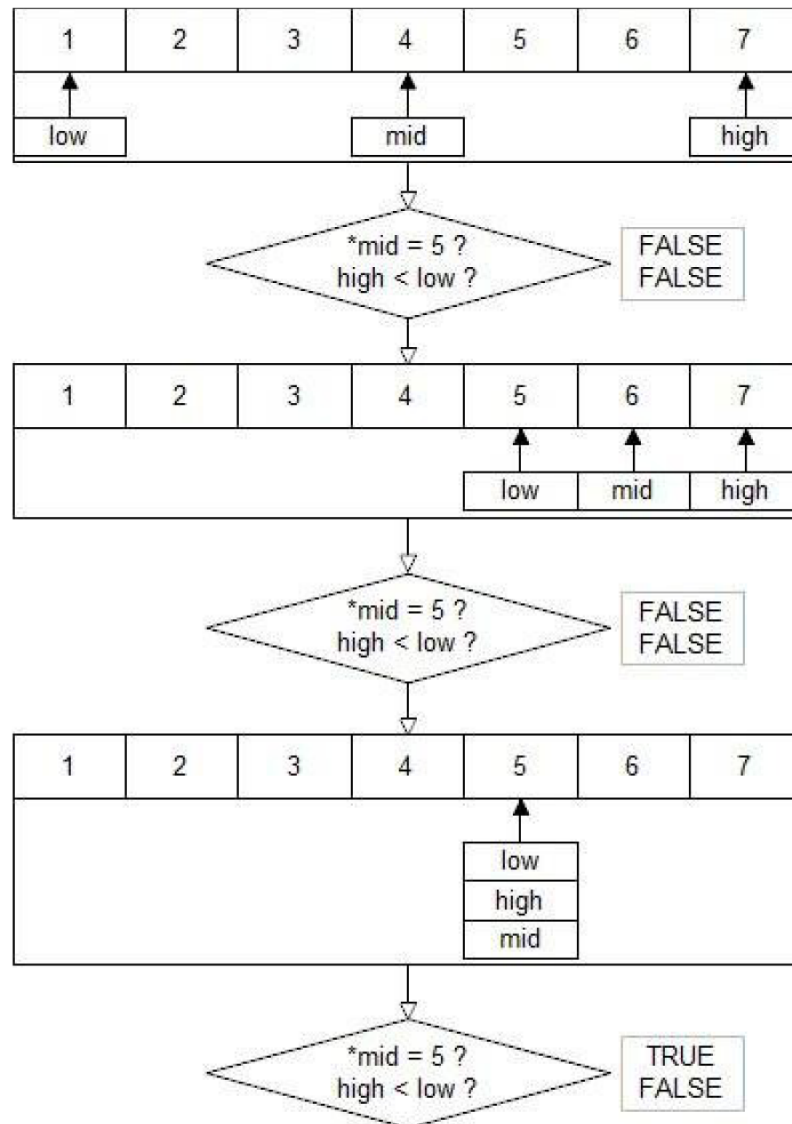 1 2 3 4 5 6 7
low mid high
*mid = 5 ? FALSE
high < low ? FALSE
1 2 3 4 5 6 7
low mid high
*mid = 5 ? FALSE
high < low ? FALSE
1 2 3 4 5 6 7
low
high
mid
*mid = 5 ? TRUE
high < low ? FALSE